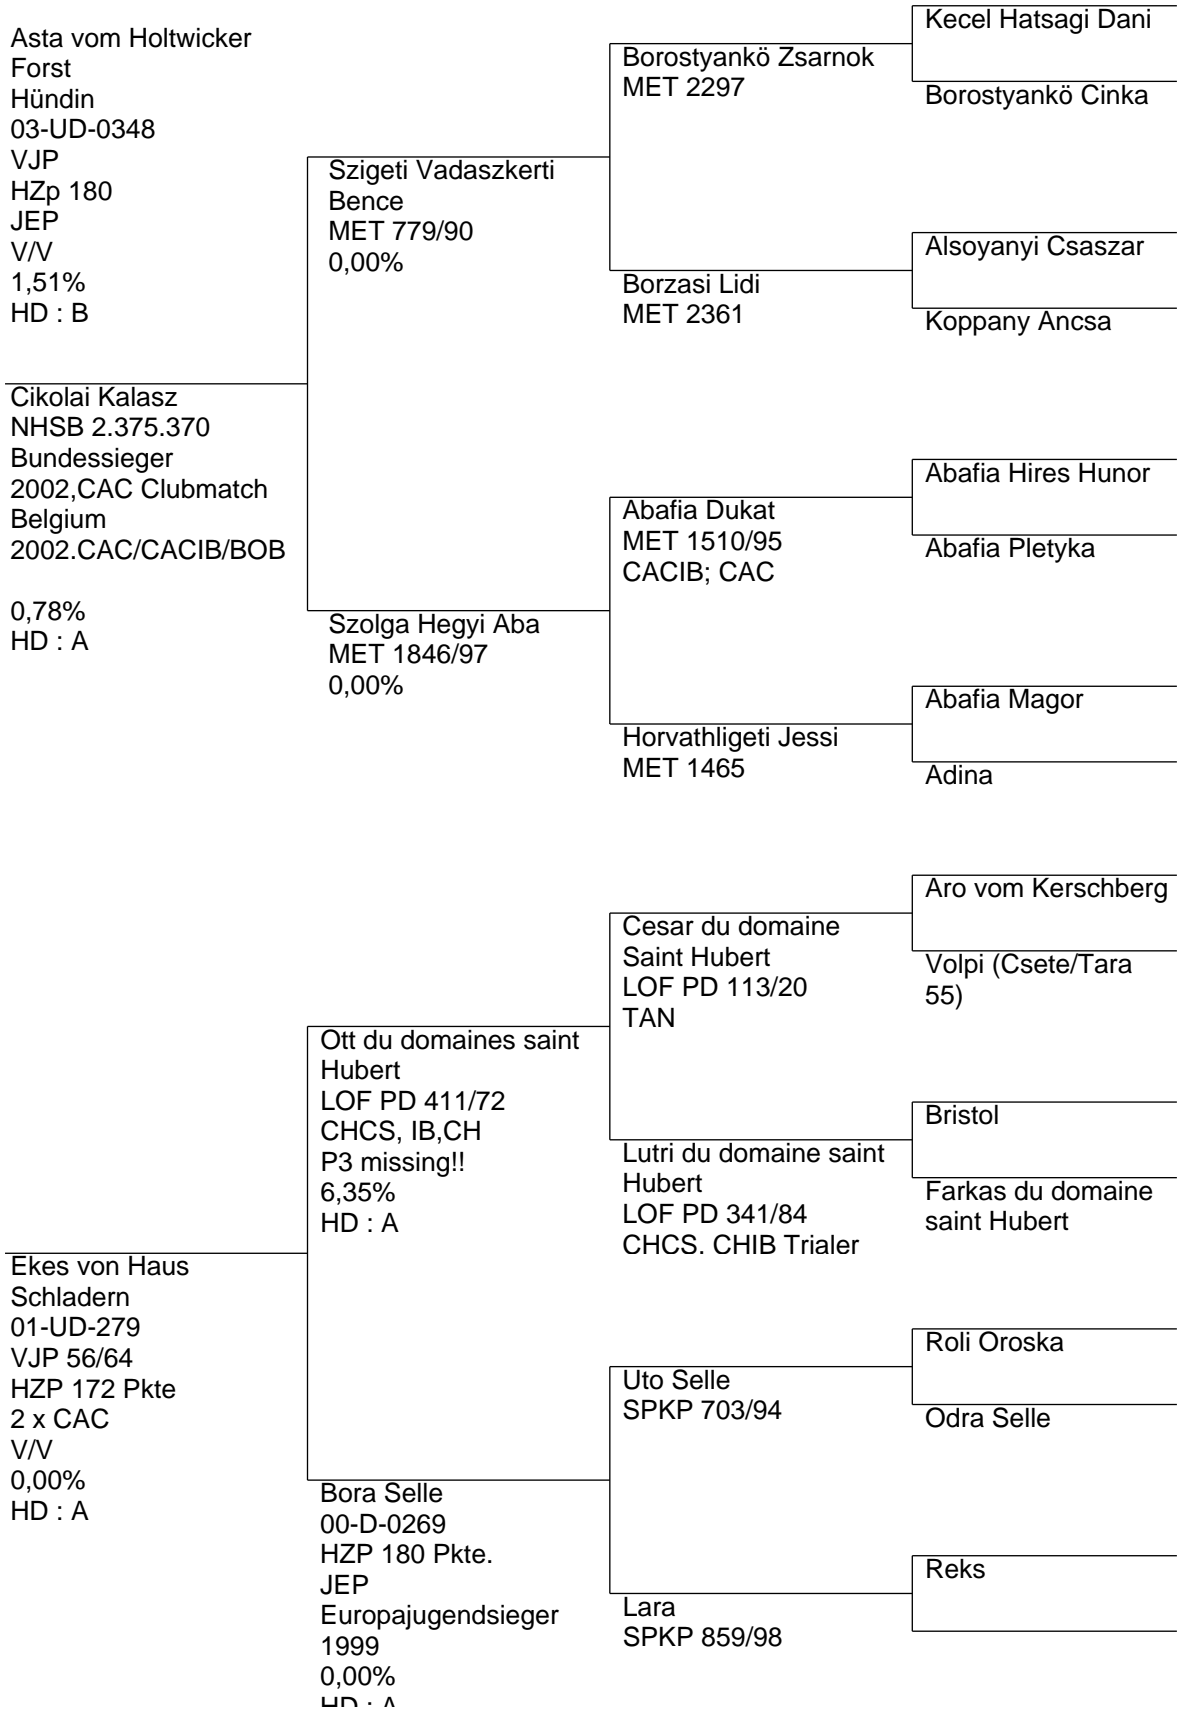 Asta vom Holtwicker
Forst
Hündin
03-UD-0348
VJP
HZp 180
JEP
V/V
1,51%
HD : B
Cikolai Kalasz
NHSB 2.375.370
Bundessieger
2002,CAC Clubmatch
Belgium
2002.CAC/CACIB/BOB
0,78%
HD : A
Szigeti Vadaszkerti
Bence
MET 779/90
0,00%
Szolga Hegyi Aba
MET 1846/97
0,00%
Borostyankö Zsarnok
MET 2297
Borzasi Lidi
MET 2361
Abafia Dukat
MET 1510/95
CACIB; CAC
Horvathligeti Jessi
MET 1465
Kecel Hatsagi Dani
Borostyankö Cinka
Alsoyanyi Csaszar
Koppany Ancsa
Abafia Hires Hunor
Abafia Pletyka
Abafia Magor
Adina
Ekes von Haus
Schladern
01-UD-279
VJP 56/64
HZP 172 Pkte
2 x CAC
V/V
0,00%
HD : A
Ott du domaines saint
Hubert
LOF PD 411/72
CHCS, IB,CH
P3 missing!!
6,35%
HD : A
Bora Selle
00-D-0269
HZP 180 Pkte.
JEP
Europajugendsieger
1999
0,00%
HD : A
Cesar du domaine
Saint Hubert
LOF PD 113/20
TAN
Lutri du domaine saint
Hubert
LOF PD 341/84
CHCS. CHIB Trialer
Uto Selle
SPKP 703/94
Lara
SPKP 859/98
Aro vom Kerschberg
Volpi (Csete/Tara
55)
Bristol
Farkas du domaine
saint Hubert
Roli Oroska
Odra Selle
Reks